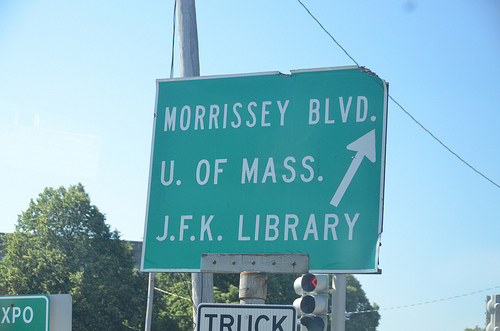 MORRISSEY BLVD.
U. OF MASS.
J.F.K. LIBRARY
TRUCK
XPO